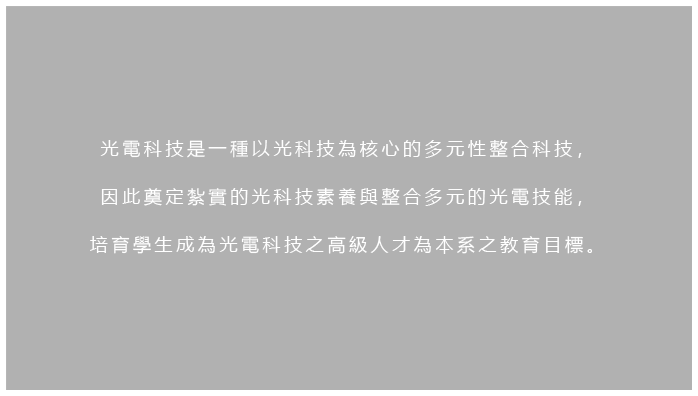 光電科技是一種以光科技為核心的多元性整合科技，
因此奠定紮實的光科技素養與整合多元的光電技能，
培育學生成為光電科技之高級人才為本系之教育目標。